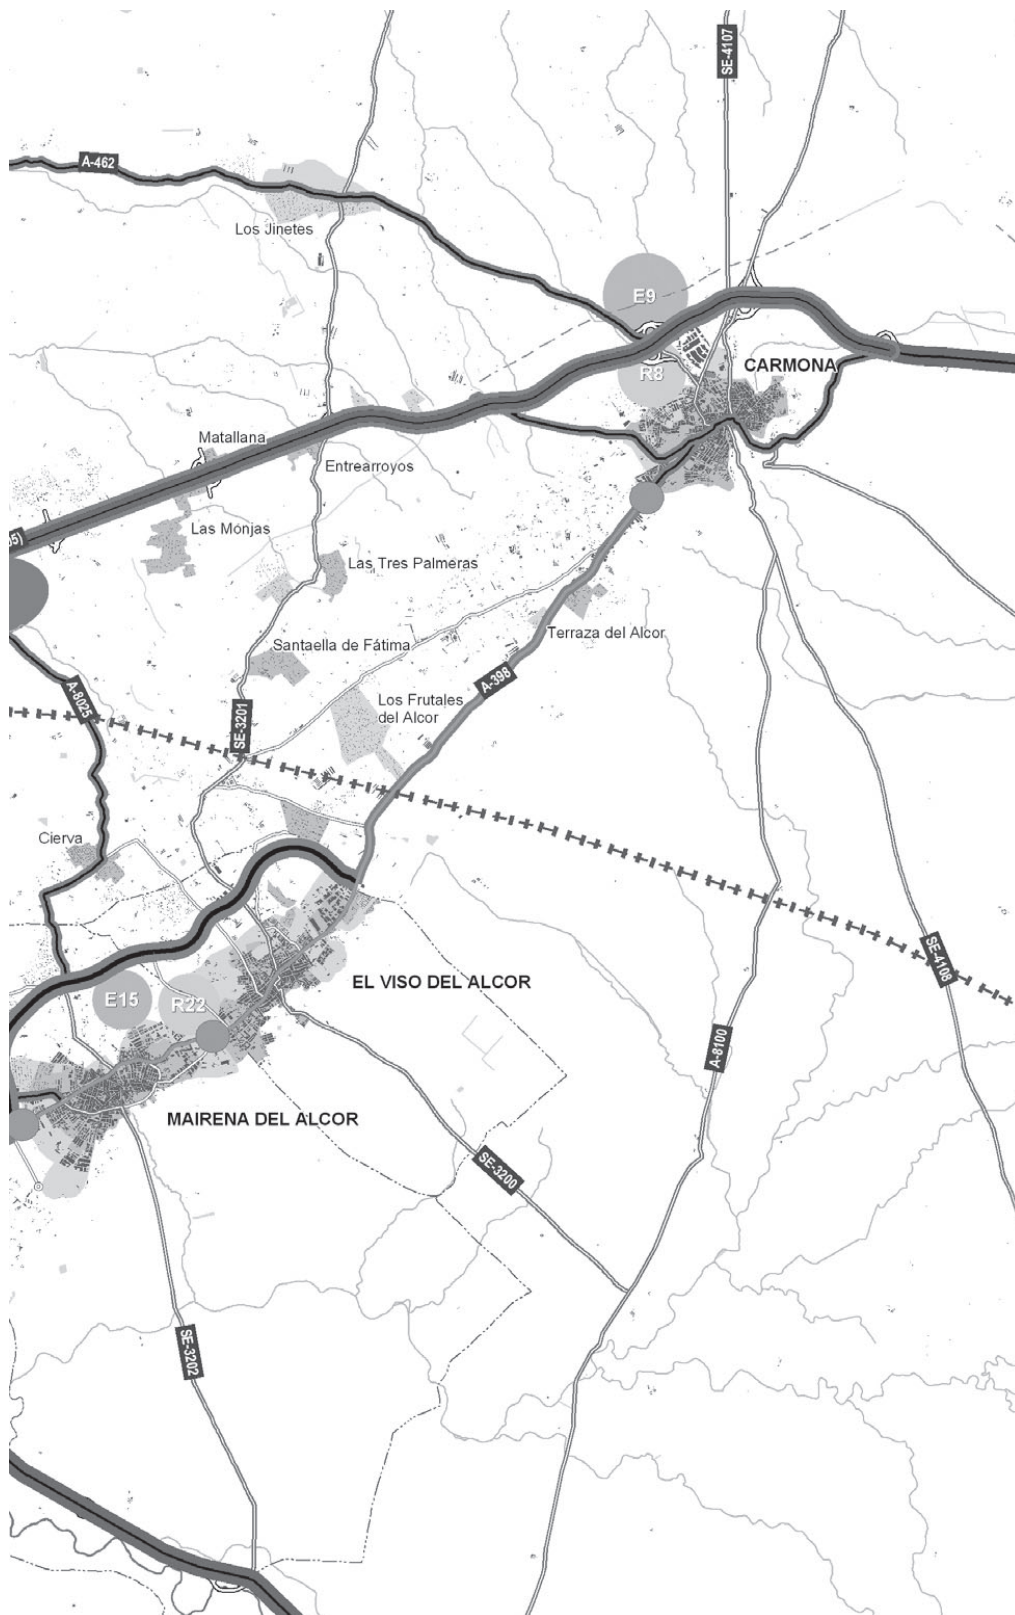 SE-4107
A-462
Los Jinetes
E9
CARMONA
R8
Matallana
Entrearroyos
Las Monjas
Las Tres Palmeras
Terraza del Alcor
Santaella de Fátima
A-398
A-8025
Los Frutales
del Alcor
SE-3201
Cierva
SE-4108
EL VISO DEL ALCOR
E15
R22
A-8100
MAIRENA DEL ALCOR
SE-3200
SE-3202